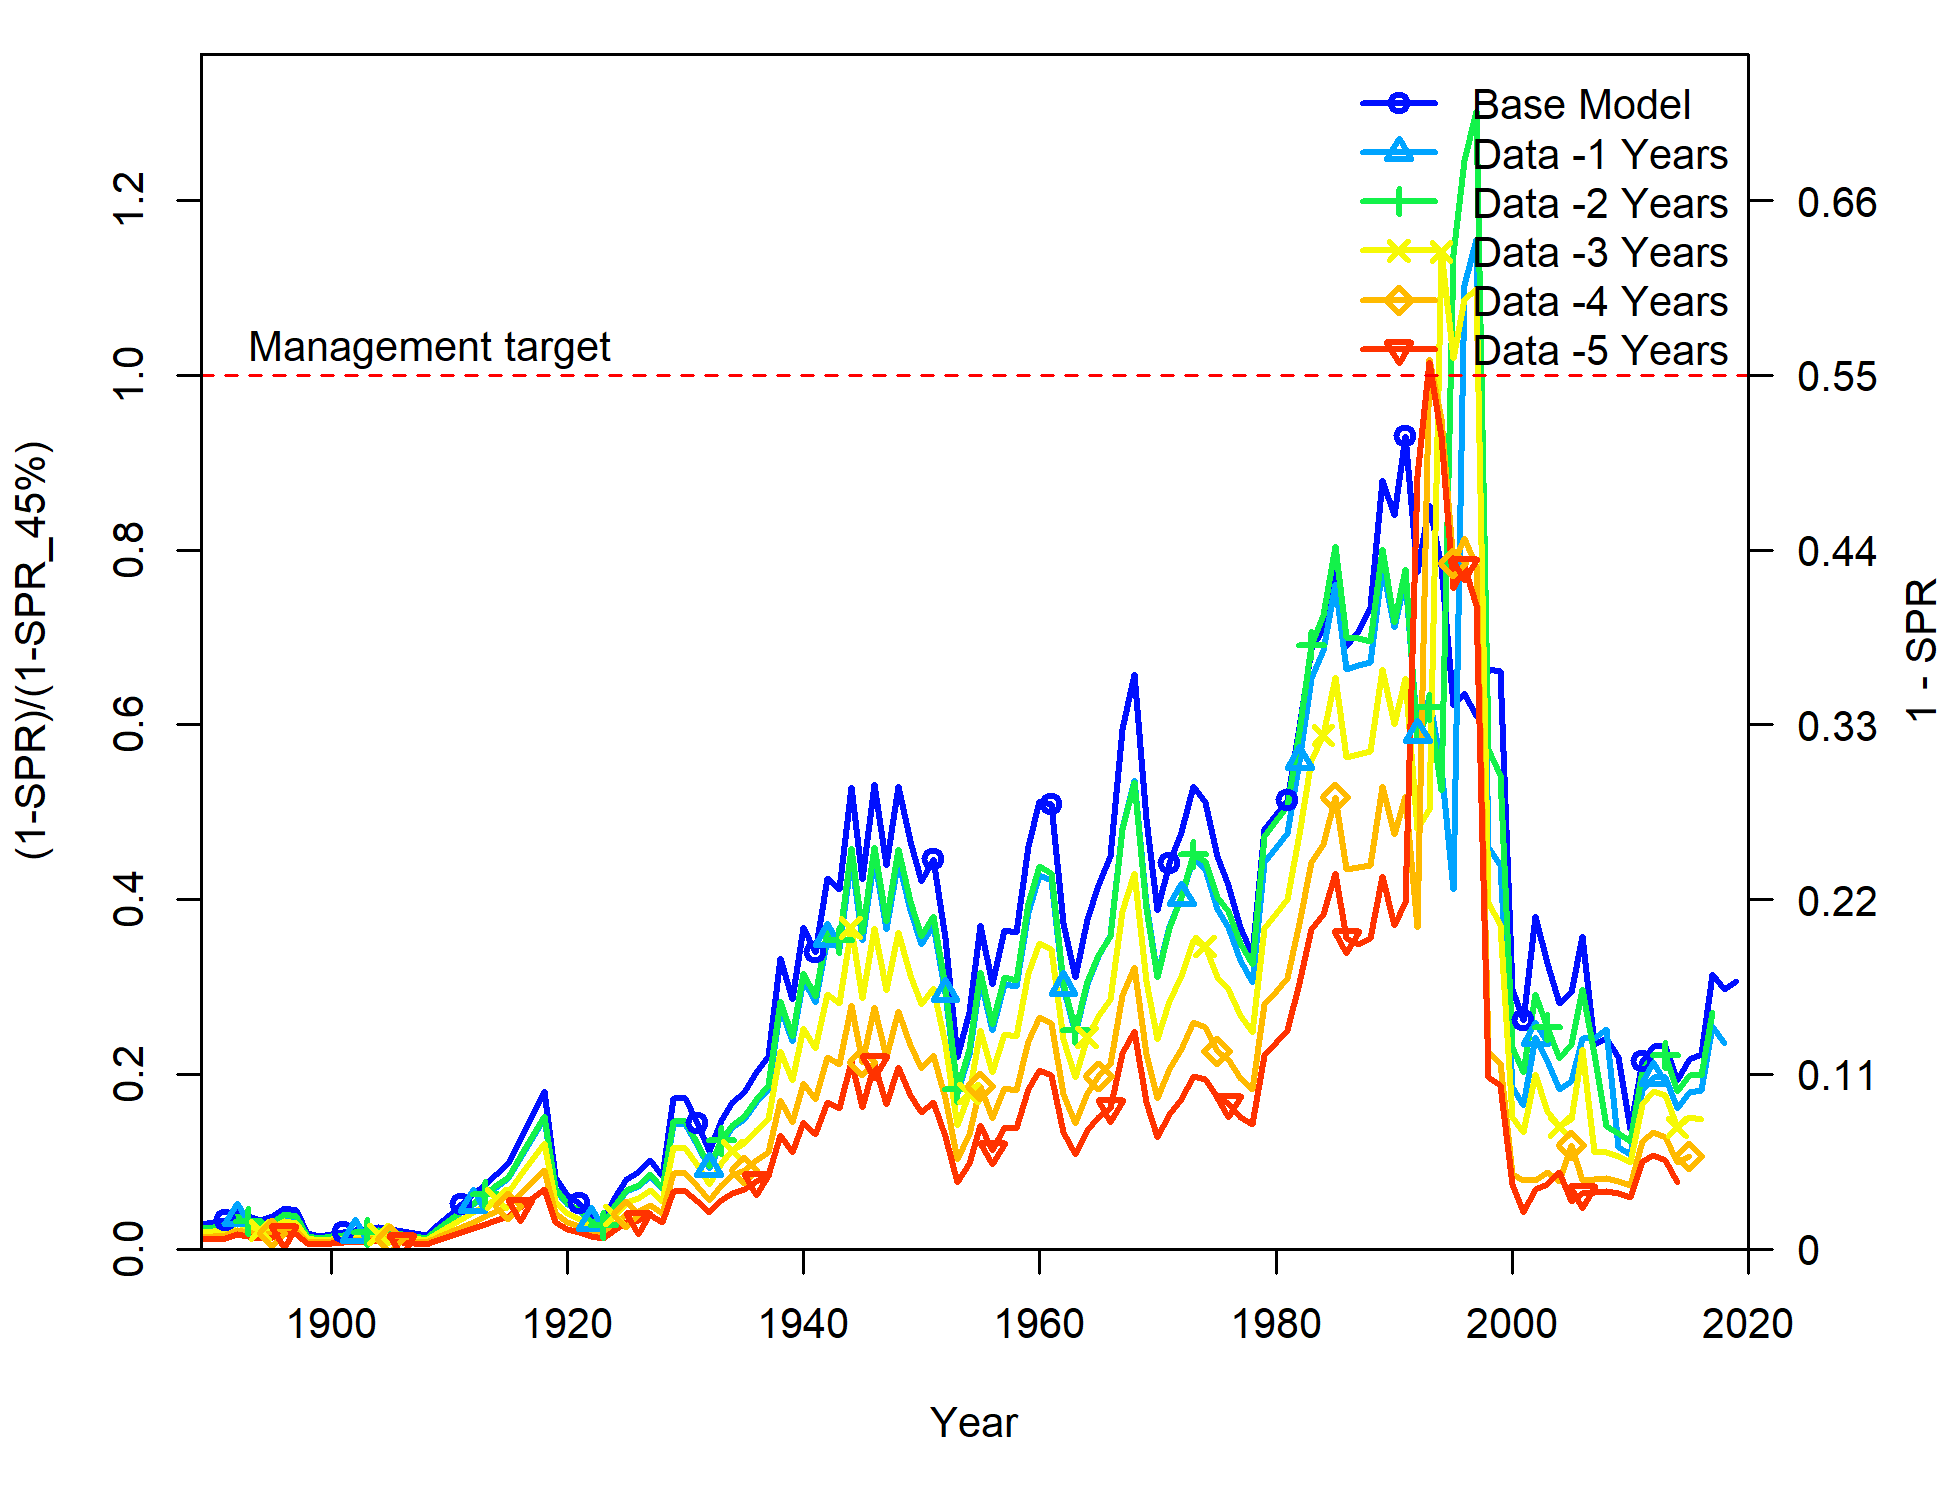 Base Model
Data -1 Years
Data -2 Years
Data -3 Years
Data -4 Years
Data -5 Years
Management target
(1-SPR)/(1-SPR_45%)
0.0
0.2
0.4
0.6
0.8
1.0
1.2
1 - SPR
0.66
0.55
0.44
0.33
0.22
0.11
0
1900
1920
1940
1960
1980
2000
2020
Year